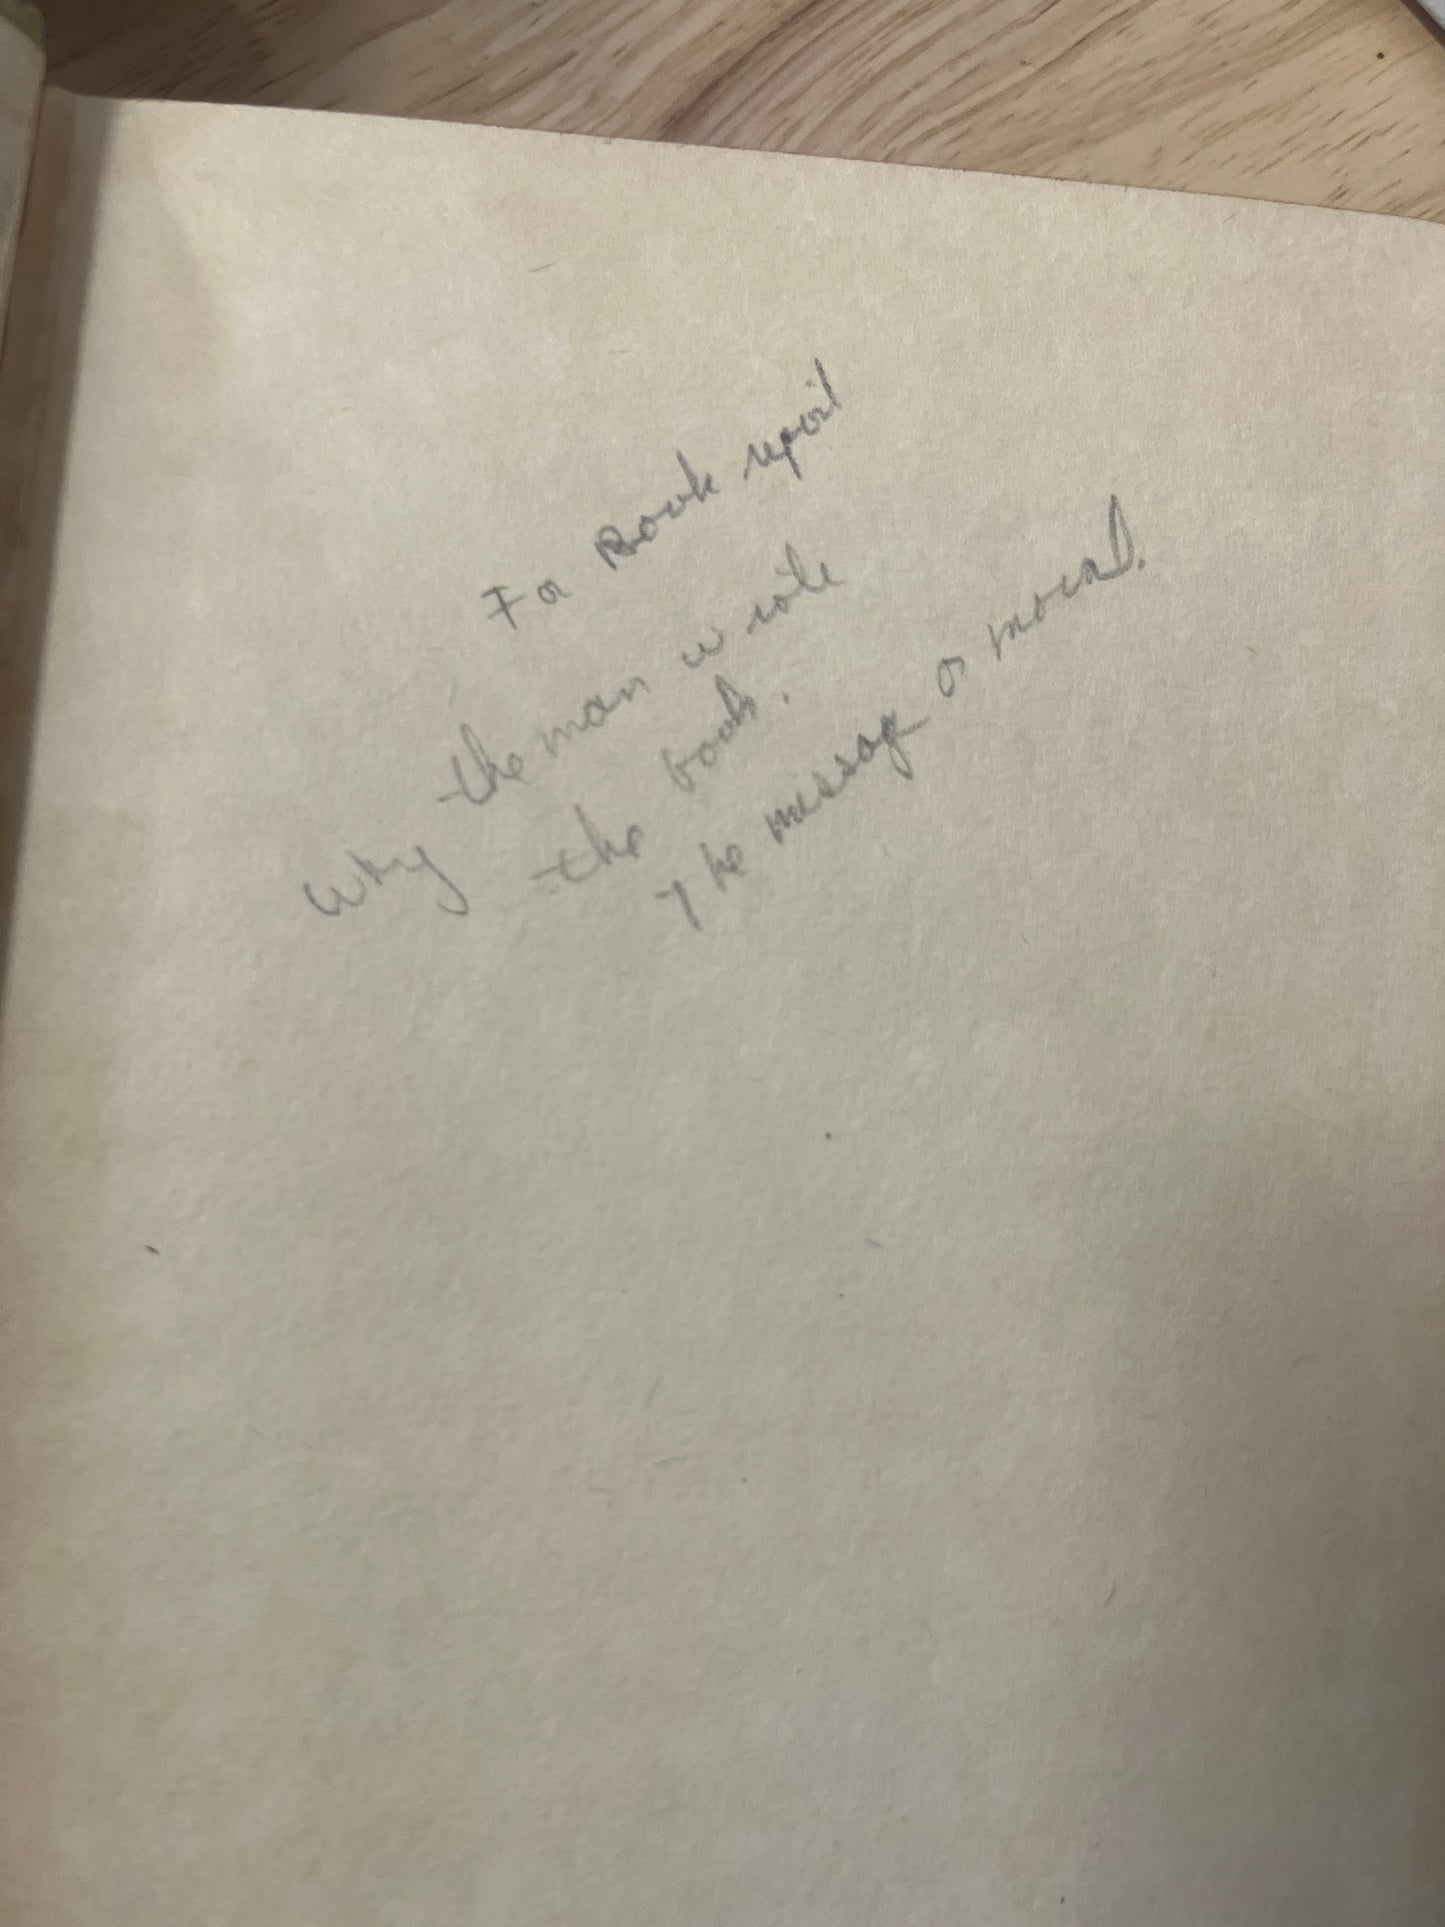 For Book report
Why the man wrote
the book.
The message or moral.